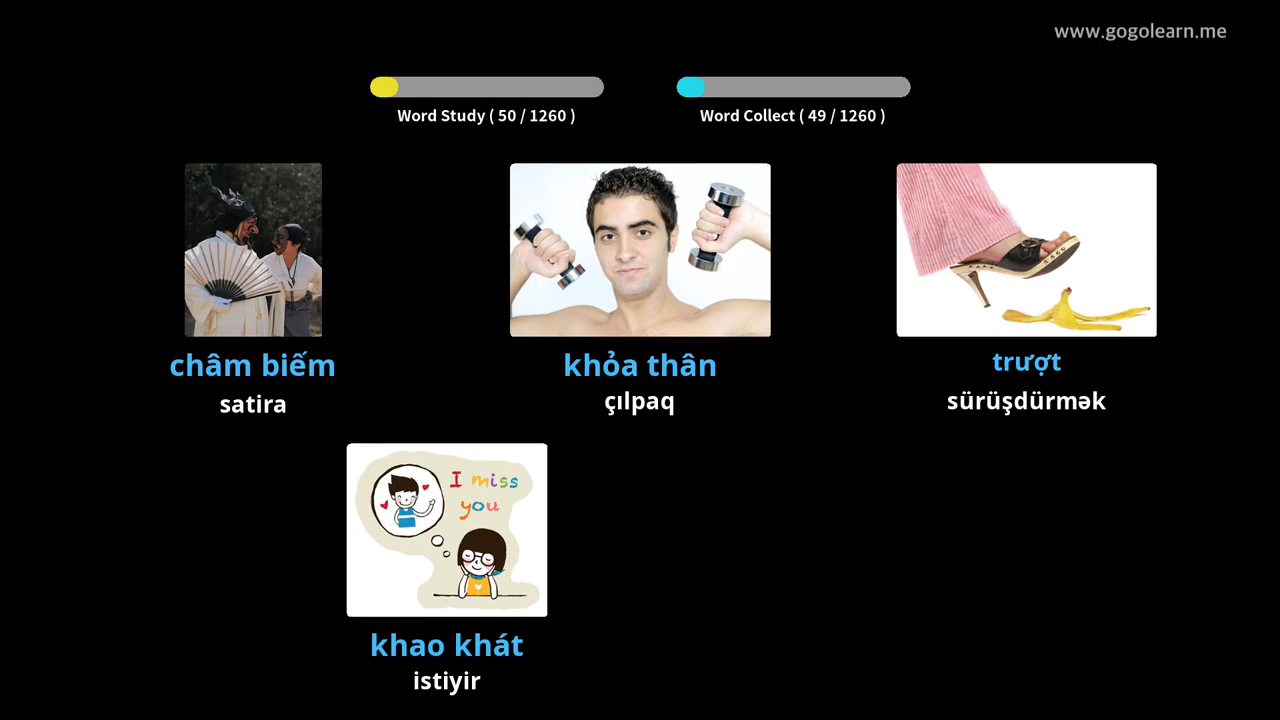 www.gogolearn.me
Word Study ( 50 / 1260 )
Word Collect ( 49 / 1260 )
châm biếm
satira
khỏa thân
çılpaq
trượt
sürüşdürmək
I miss
you
khao khát
istiyir